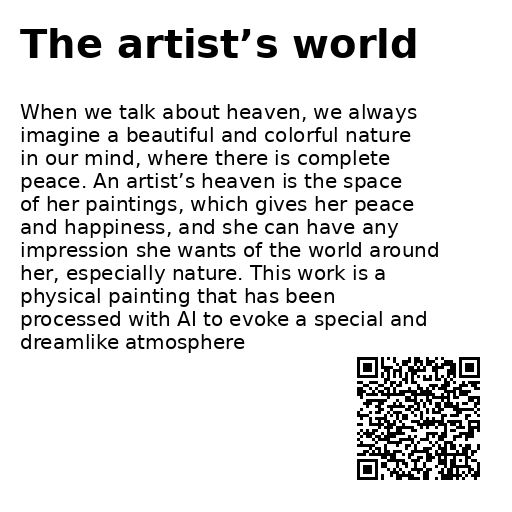 The artist’s world
When we talk about heaven, we always
imagine a beautiful and colorful nature
in our mind, where there is complete
peace. An artist’s heaven is the space
of her paintings, which gives her peace
and happiness, and she can have any
impression she wants of the world around
her, especially nature. This work is a
physical painting that has been
processed with AI to evoke a special and
dreamlike atmosphere